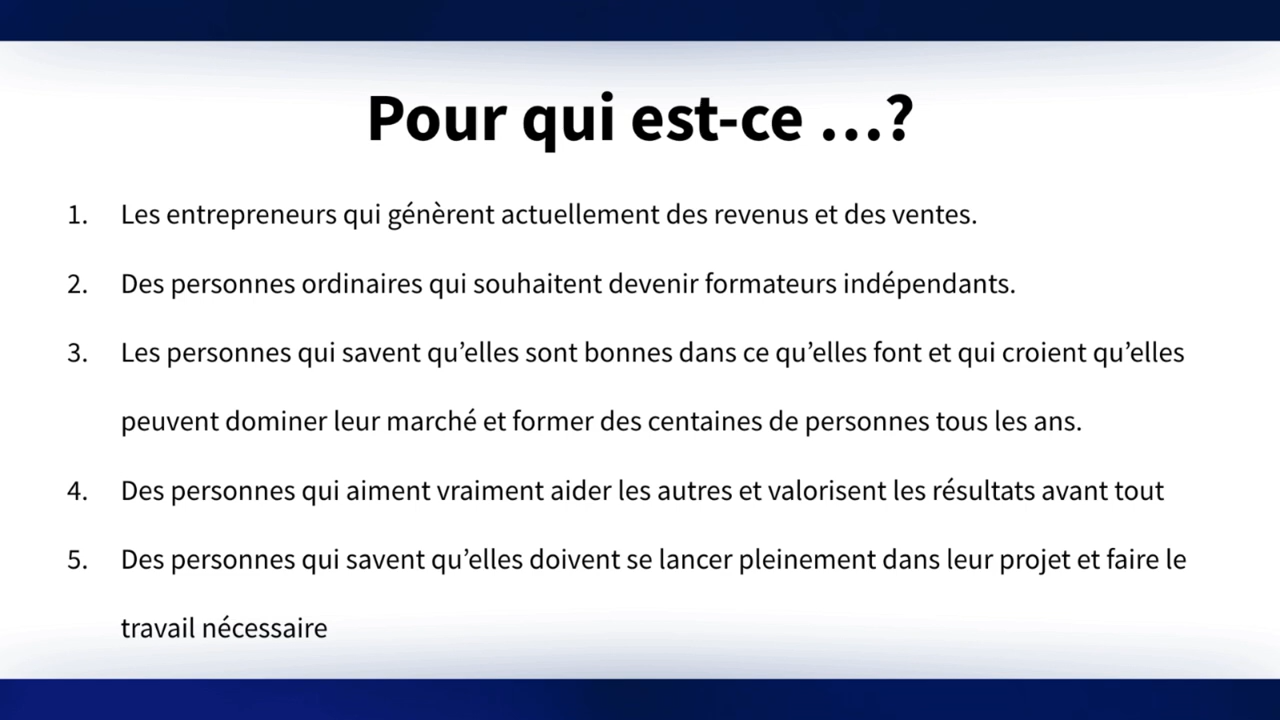 Pour qui est-ce …?
1. Les entrepreneurs qui génèrent actuellement des revenus et des ventes.
2. Des personnes ordinaires qui souhaitent devenir formateurs indépendants.
3. Les personnes qui savent qu’elles sont bonnes dans ce qu’elles font et qui croient qu’elles
peuvent dominer leur marché et former des centaines de personnes tous les ans.
4. Des personnes qui aiment vraiment aider les autres et valorisent les résultats avant tout
5. Des personnes qui savent qu’elles doivent se lancer pleinement dans leur projet et faire le
travail nécessaire